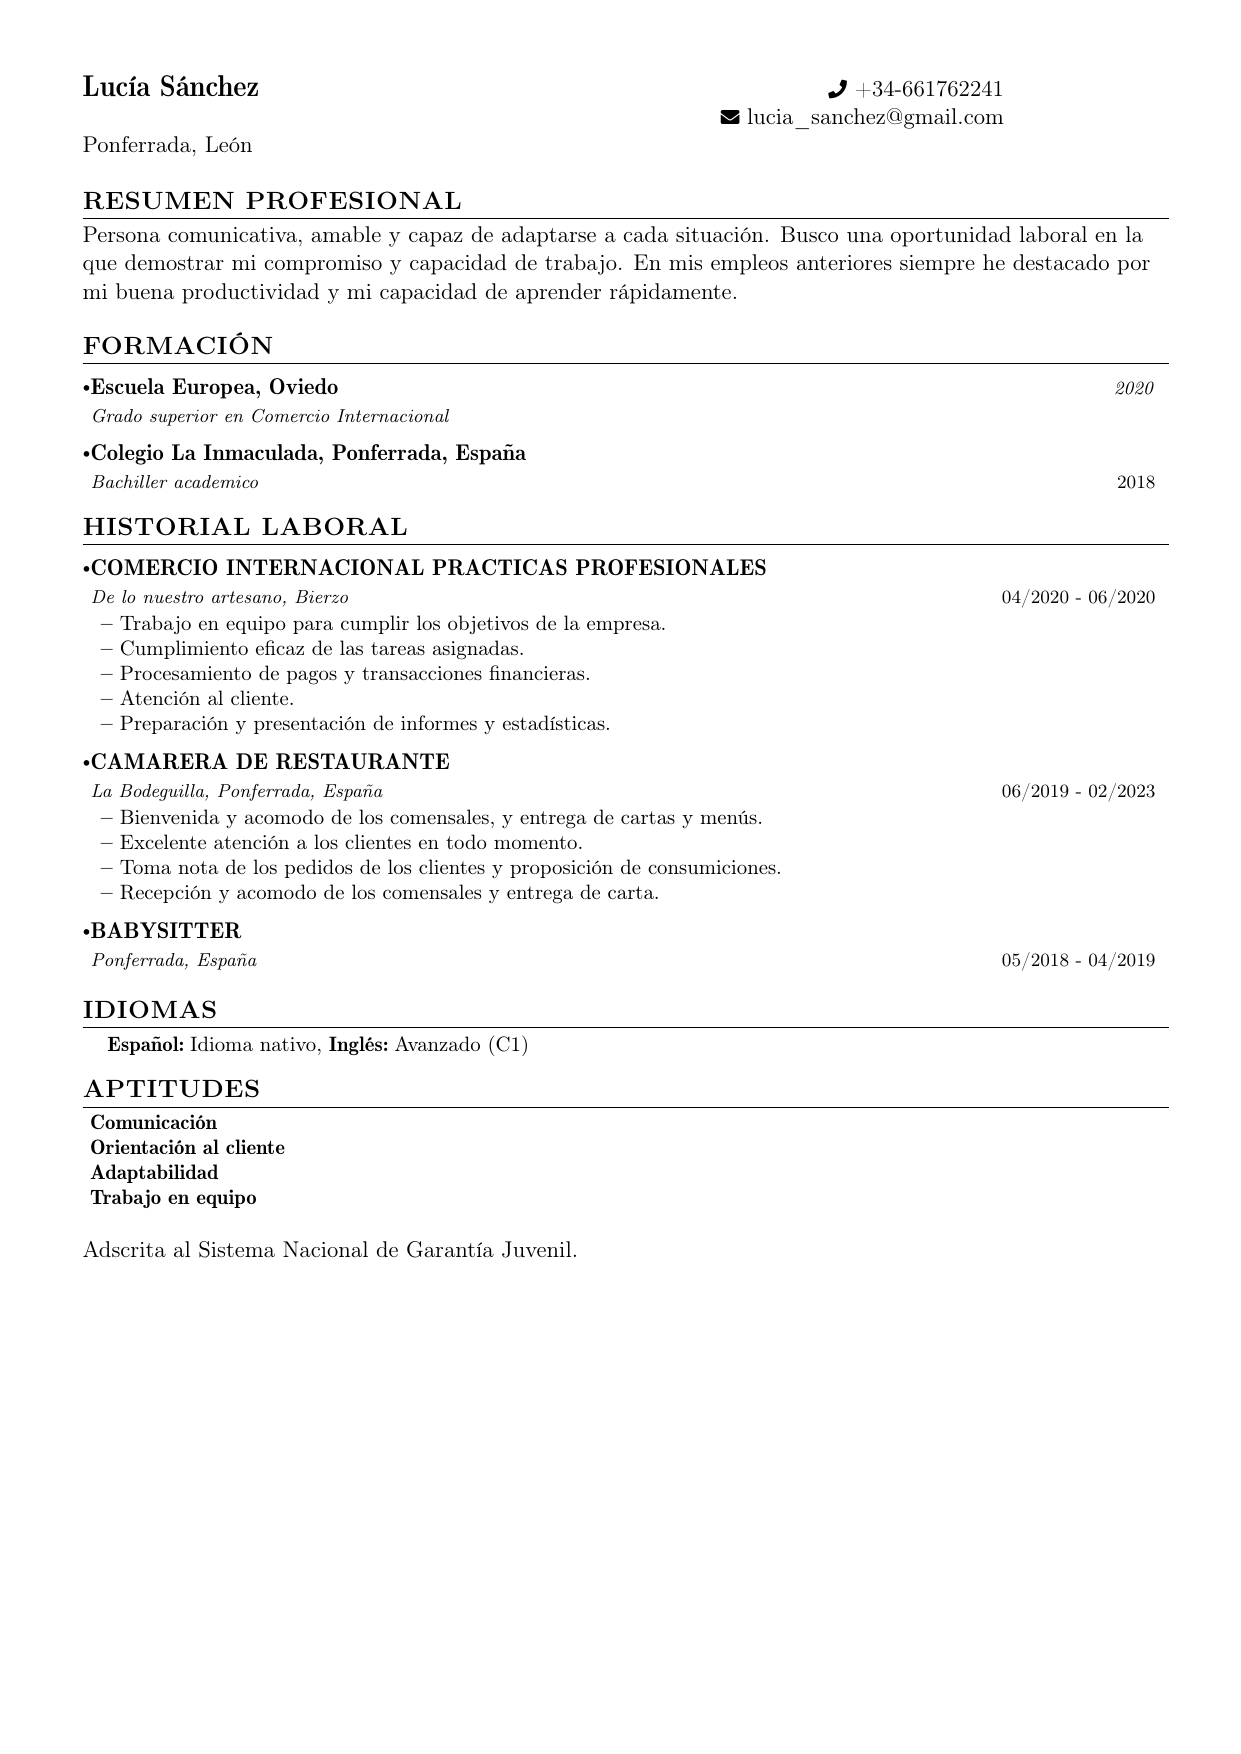 Lucía Sánchez
+34-661762241
lucia_sanchez@gmail.com
Ponferrada, León
RESUMEN PROFESIONAL
Persona comunicativa, amable y capaz de adaptarse a cada situación. Busco una oportunidad laboral en la
que demostrar mi compromiso y capacidad de trabajo. En mis empleos anteriores siempre he destacado por
mi buena productividad y mi capacidad de aprender rápidamente.
FORMACIÓN
•Escuela Europea, Oviedo 2020
Grado superior en Comercio Internacional
•Colegio La Inmaculada, Ponferrada, España
Bachiller academico 2018
HISTORIAL LABORAL
•COMERCIO INTERNACIONAL PRACTICAS PROFESIONALES
De lo nuestro artesano, Bierzo 04/2020 - 06/2020
– Trabajo en equipo para cumplir los objetivos de la empresa.
– Cumplimiento eficaz de las tareas asignadas.
– Procesamiento de pagos y transacciones financieras.
– Atención al cliente.
– Preparación y presentación de informes y estadísticas.
•CAMARERA DE RESTAURANTE
La Bodeguilla, Ponferrada, España 06/2019 - 02/2023
– Bienvenida y acomodo de los comensales, y entrega de cartas y menús.
– Excelente atención a los clientes en todo momento.
– Toma nota de los pedidos de los clientes y proposición de consumiciones.
– Recepción y acomodo de los comensales y entrega de carta.
•BABYSITTER
Ponferrada, España 05/2018 - 04/2019
IDIOMAS
Español: Idioma nativo, Inglés: Avanzado (C1)
APTITUDES
Comunicación
Orientación al cliente
Adaptabilidad
Trabajo en equipo
Adscrita al Sistema Nacional de Garantía Juvenil.